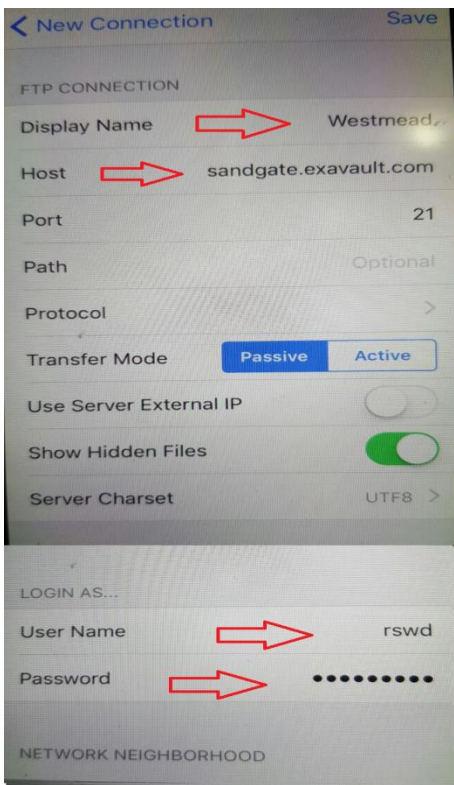 New Connection Save
FTP CONNECTION
Display Name Westmead
Host sandgate.exavault.com
Port 21
Path Optional
Protocol
Transfer Mode Passive Active
Use Server External IP
Show Hidden Files
Server Charset UTF8
LOGIN AS...
User Name rswd
Password •••••••••
NETWORK NEIGHBORHOOD